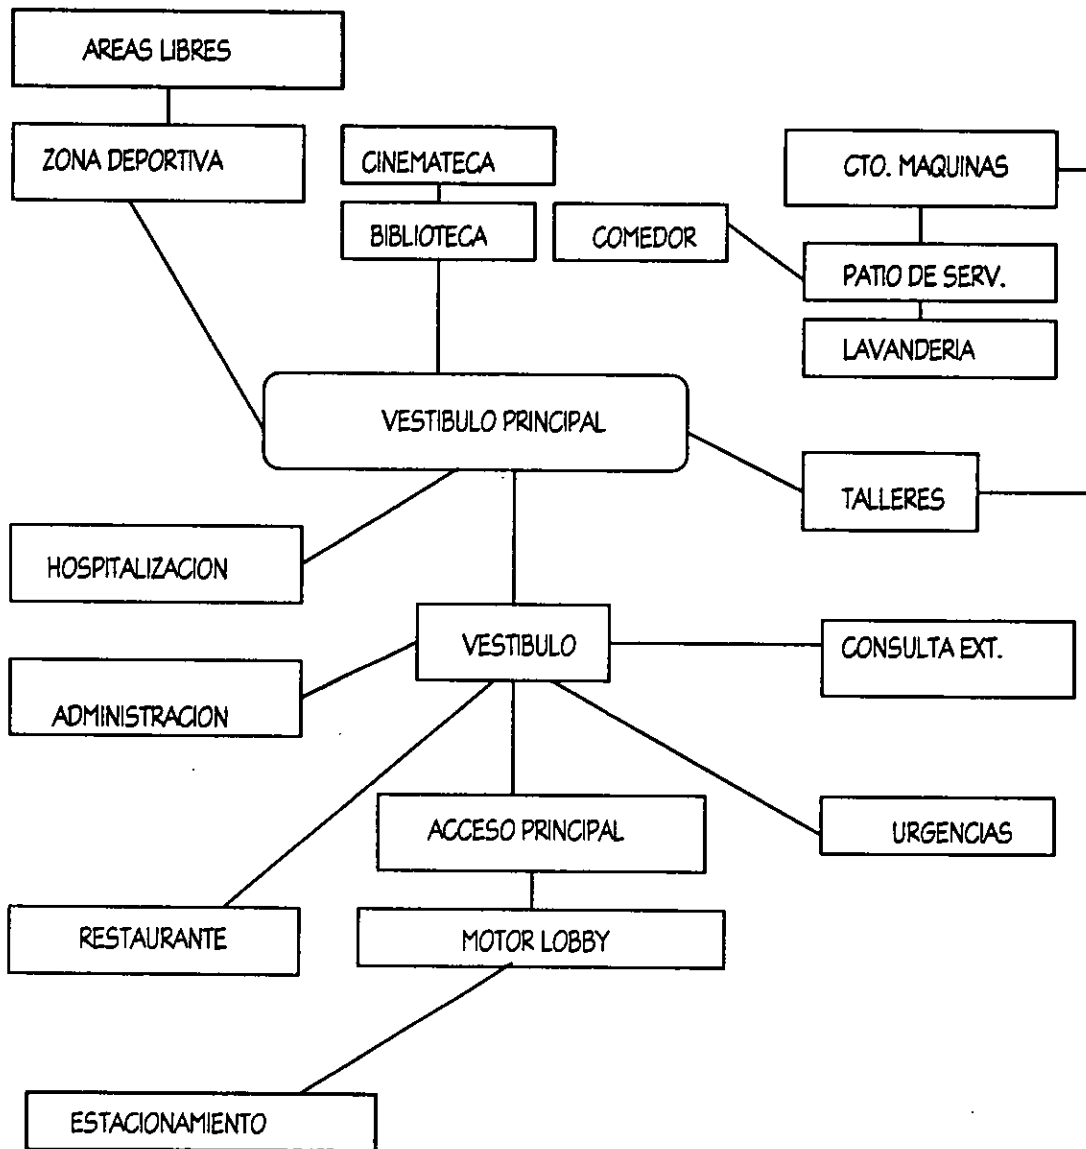 AREAS LIBRES
ZONA DEPORTIVA
CINEMATECA
CTO. MAQUINAS
BIBLIOTECA
COMEDOR
PATIO DE SERV.
LAVANDERIA
VESTIBULO PRINCIPAL
TALLERES
HOSPITALIZACION
VESTIBULO
CONSULTA EXT.
ADMINISTRACION
ACCESO PRINCIPAL
URGENCIAS
RESTAURANTE
MOTOR LOBBY
ESTACIONAMIENTO